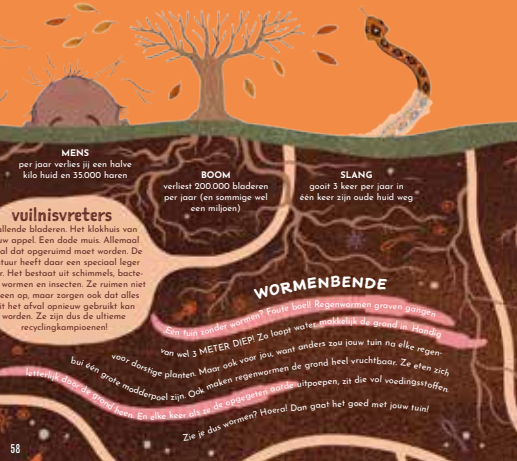 MENS
per jaar verlies jij een halve
kilo huid en 35.000 haren
BOOM
verliest 200.000 bladeren
per jaar (en sommige wel
een miljoen)
SLANG
gooit 3 keer per jaar in
één keer zijn oude huid weg
vuilnisvreters
allende bladeren. Het klokhuis van
uw appel. Een dode muis. Allemaal
al dat opgeruimd moet worden. De
tuur heeft daar een speciaal leger
r. Het bestaat uit schimmels, bacte-
wormen en insecten. Ze ruimen niet
een op, maar zorgen ook dat alles
it het afval opnieuw gebruikt kan
worden. Ze zijn dus de ultieme
recyclingkampioenen!
WORMENBENDE
Een tuin zonder wormen? Foute boel! Regenwormen graven gangen
van wel 3 METER DIEP! Zo loopt water makkelijk de grond in. Handig
voor dorstige planten. Maar ook voor jou, want anders zou jouw tuin na elke regen-
bui één grote modderpoel zijn. Ook maken regenwormen de grond heel vruchtbaar. Ze eten zich
letterlijk door de grond heen. En elke keer als ze de opgegeten aarde uitpoepen, zit die vol voedingsstoffen.
Zie je dus wormen? Hoera! Dan gaat het goed met jouw tuin!
58